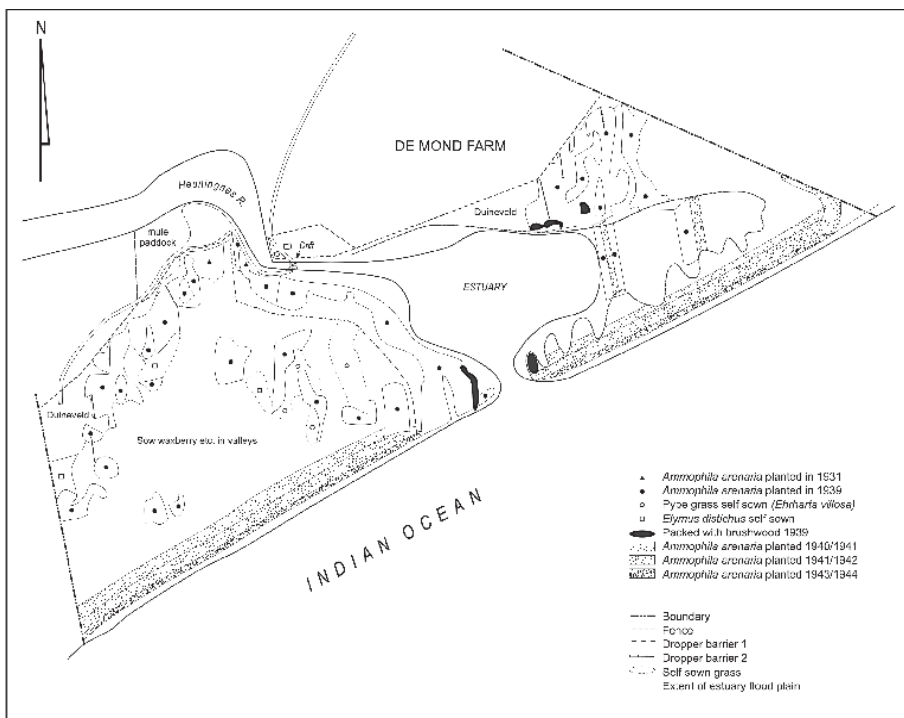 N
DE MOND FARM
Heuningnes R.
Duineveld
mule
paddock
Drift
ESTUARY
Duineveld
Sow waxberry etc. in valleys
INDIAN OCEAN
Ammophila arenaria planted in 1931
Ammophila arenaria planted in 1939
Pype grass self sown (Ehrharta villosa)
Elymus distichus self sown
Packed with brushwood 1939
Ammophila arenaria planted 1940/1941
Ammophila arenaria planted 1941/1942
Ammophila arenaria planted 1943/1944
Boundary
Fence
Dropper barrier 1
Dropper barrier 2
Self sown grass
Extent of estuary flood plain